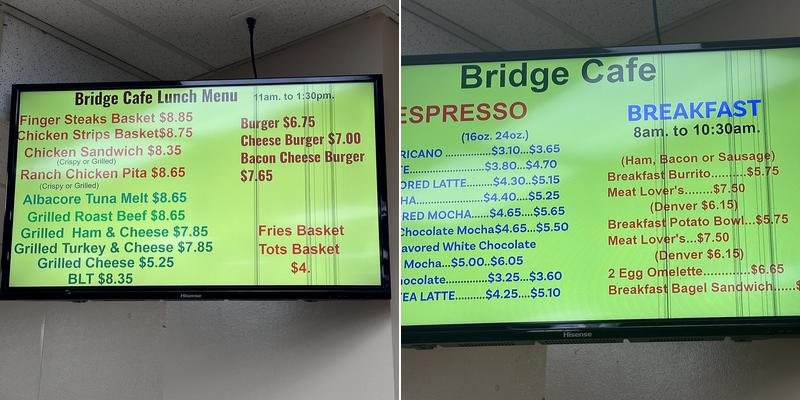 Bridge Cafe Lunch Menu
11am. to 1:30pm.
Finger Steaks Basket $8.85
Chicken Strips Basket$8.75
Chicken Sandwich $8.35
(Crispy or Grilled)
Ranch Chicken Pita $8.65
(Crispy or Grilled)
Albacore Tuna Melt $8.65
Grilled Roast Beef $8.65
Grilled Ham & Cheese $7.85
Grilled Turkey & Cheese $7.85
Grilled Cheese $5.25
BLT $8.35
Burger $6.75
Cheese Burger $7.00
Bacon Cheese Burger
$7.65
Fries Basket
Tots Basket
$4.
Hisense
Bridge Cafe
ESPRESSO
(16oz. 24oz.)
RICANO ..............$3.10...$3.65
TE...............$3.80...$4.70
ORED LATTE......$4.30..$5.15
HA...............$4.40...$5.25
RED MOCHA......$4.65...$5.65
Chocolate Mocha$4.65...$5.50
avored White Chocolate
Mocha...$5.00..$6.05
ocolate..........$3.25...$3.60
TEA LATTE........$4.25....$5.10
BREAKFAST
8am. to 10:30am.
(Ham, Bacon or Sausage)
Breakfast Burrito.........$5.75
Meat Lover's........$7.50
(Denver $6.15)
Breakfast Potato Bowl...$5.75
Meat Lover's...$7.50
(Denver $6.15)
2 Egg Omelette............$6.65
Breakfast Bagel Sandwich.....$
Hisense